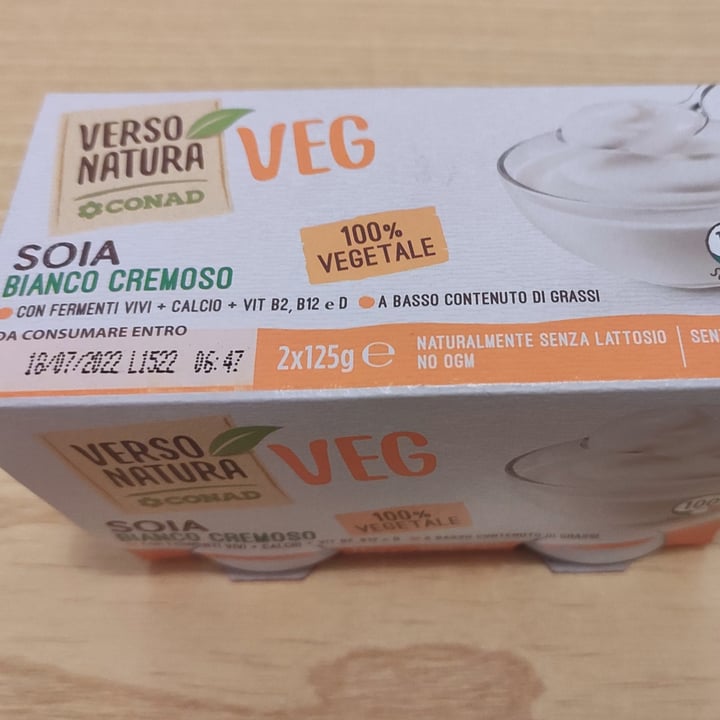 VERSO
NATURA
CONAD
VEG
100%
VEGETALE
SOIA
BIANCO CREMOSO
CON FERMENTI VIVI + CALCIO + VIT B2, B12 e D A BASSO CONTENUTO DI GRASSI
DA CONSUMARE ENTRO
18/07/2022 L1522 06:47
2x125g e
NATURALMENTE SENZA LATTOSIO
NO OGM
VERSO
NATURA
CONAD
VEG
100%
VEGETALE
SOIA
BIANCO CREMOSO